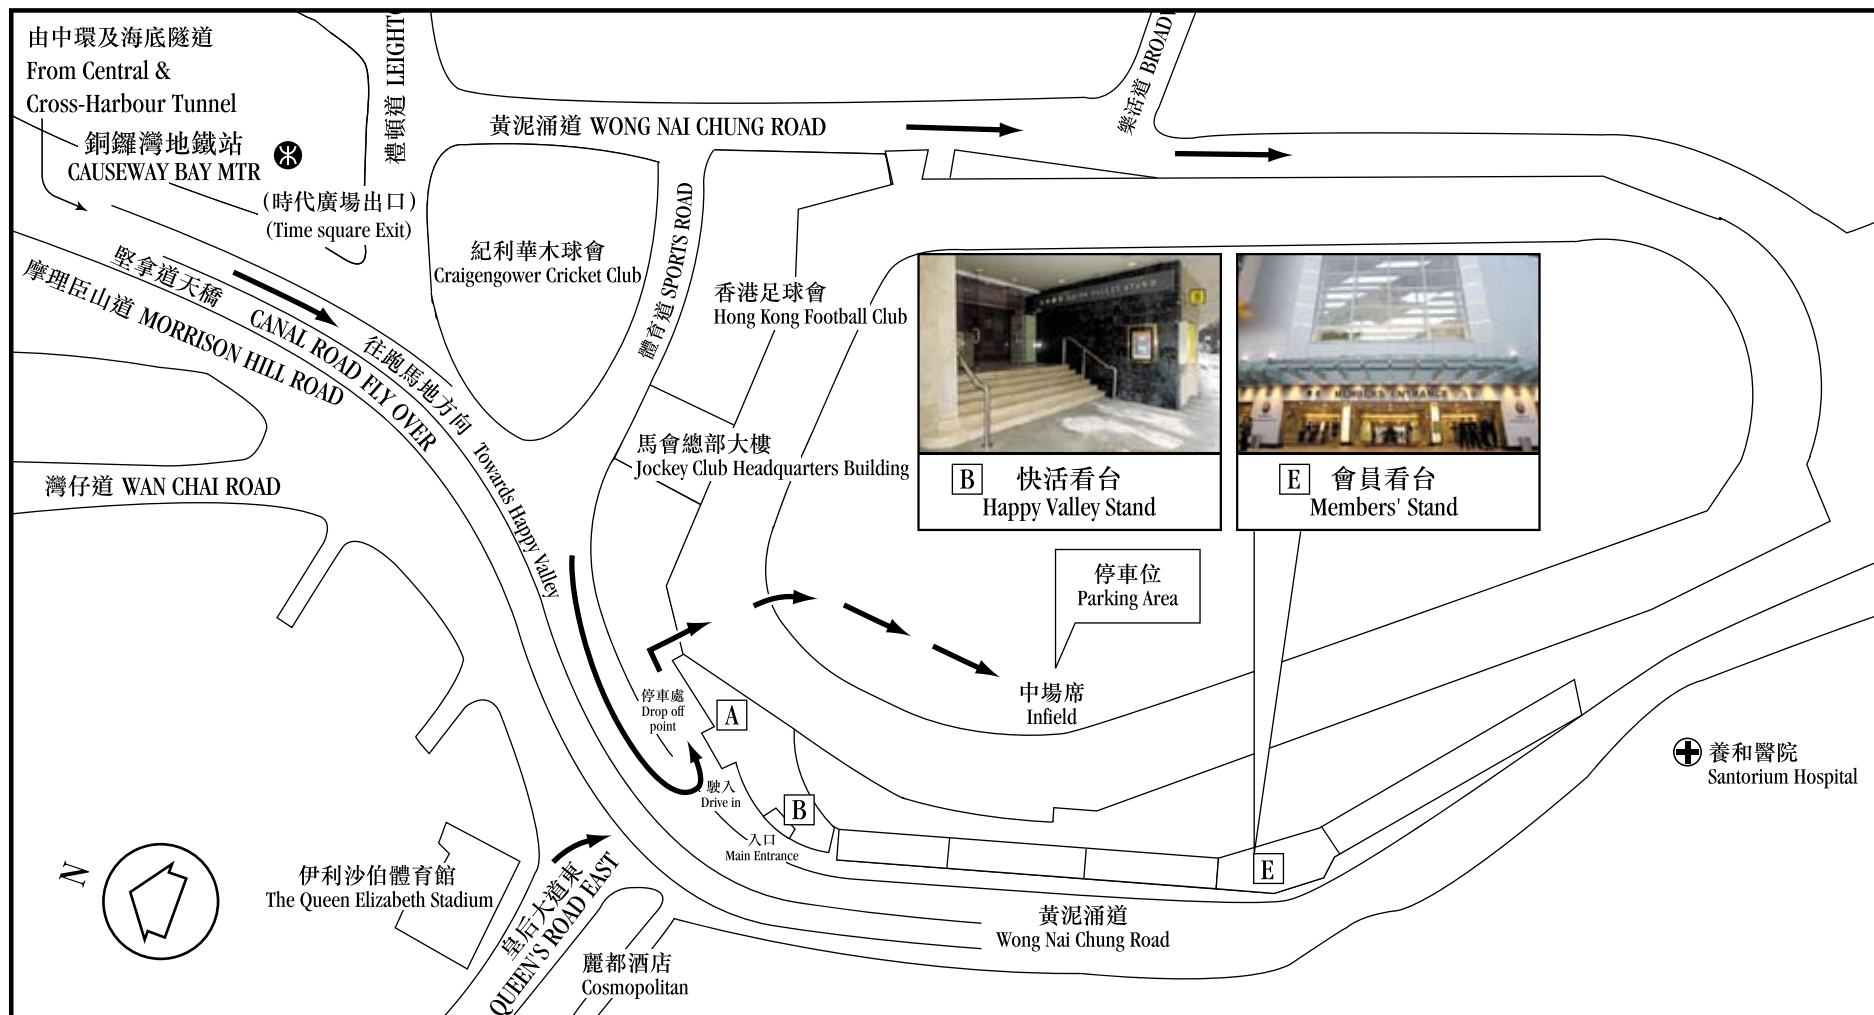 由中環及海底隧道
From Central &
Cross-Harbour Tunnel
銅鑼灣地鐵站
CAUSEWAY BAY MTR
(時代廣場出口)
(Time square Exit)
禮頓道
黃泥涌道 WONG NAI CHUNG ROAD
樂活道
堅拿道天橋
CANAL ROAD FLY OVER
摩理臣山道 MORRISON HILL ROAD
往跑馬地方向
Towards Happy Valley
紀利華木球會
Craigengower Cricket Club
體育道 SPORTS ROAD
香港足球會
Hong Kong Football Club
馬會總部大樓
Jockey Club Headquarters Building
灣仔道 WAN CHAI ROAD
MEMBERS' ENTRANCE
B 快活看台
Happy Valley Stand
E 會員看台
Members' Stand
停車位
Parking Area
中場席
Infield
停車處
Drop off
point
A
駛入
Drive in
B
入口
Main Entrance
E
養和醫院
Santorium Hospital
N
伊利沙伯體育館
The Queen Elizabeth Stadium
皇后大道東
QUEEN'S ROAD EAST
麗都酒店
Cosmopolitan
黃泥涌道
Wong Nai Chung Road